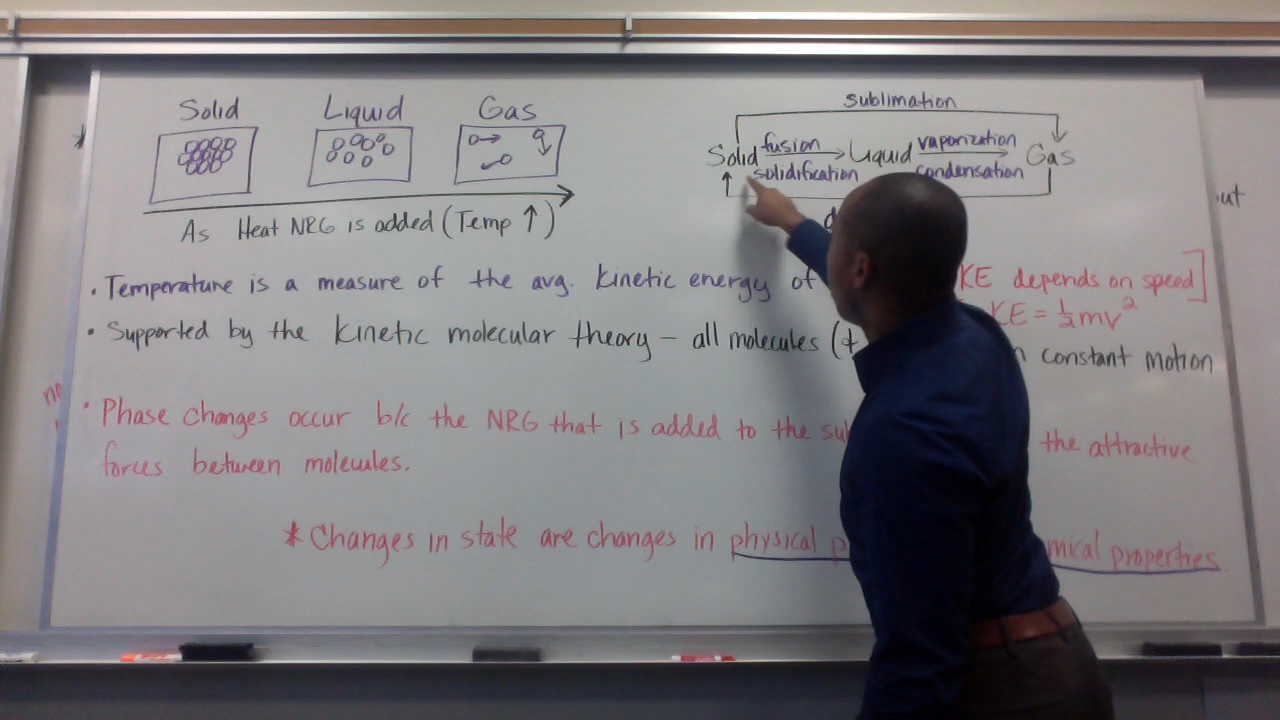 Solid Liquid Gas
As Heat NRG is added (Temp ↑)
sublimation
Solid fusion Liquid vaporization Gas
solidification condensation
d
• Temperature is a measure of the avg. kinetic energy of KE depends on speed]
KE = ½mv²
• Supported by the kinetic molecular theory – all molecules (+ constant motion
• Phase changes occur b/c the NRG that is added to the the attractive
forces between molecules.
* Changes in state are changes in physical p mical properties.
ut